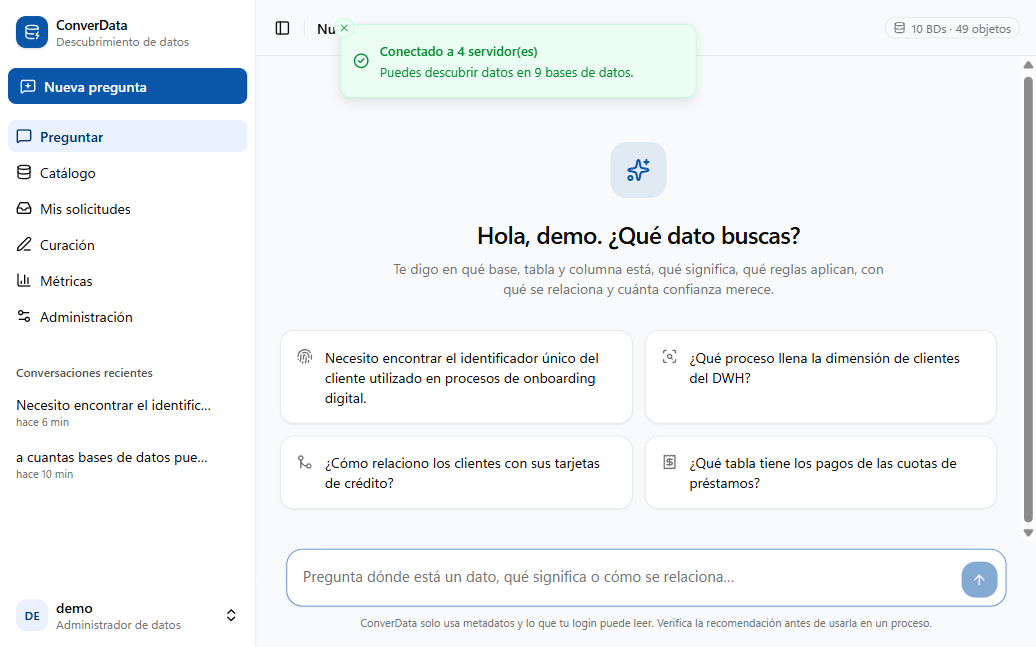 ConverData
Descubrimiento de datos
Nueva pregunta
Preguntar
Catálogo
Mis solicitudes
Curación
Métricas
Administración
Conversaciones recientes
Necesito encontrar el identific...
hace 6 min
a cuantas bases de datos pue...
hace 10 min
DE
demo
Administrador de datos
Nu
10 BDs · 49 objetos
Conectado a 4 servidor(es)
Puedes descubrir datos en 9 bases de datos.
Hola, demo. ¿Qué dato buscas?
Te digo en qué base, tabla y columna está, qué significa, qué reglas aplican, con
qué se relaciona y cuánta confianza merece.
Necesito encontrar el identificador único del
cliente utilizado en procesos de onboarding
digital.
¿Qué proceso llena la dimensión de clientes
del DWH?
¿Cómo relaciono los clientes con sus tarjetas
de crédito?
¿Qué tabla tiene los pagos de las cuotas de
préstamos?
Pregunta dónde está un dato, qué significa o cómo se relaciona...
ConverData solo usa metadatos y lo que tu login puede leer. Verifica la recomendación antes de usarla en un proceso.